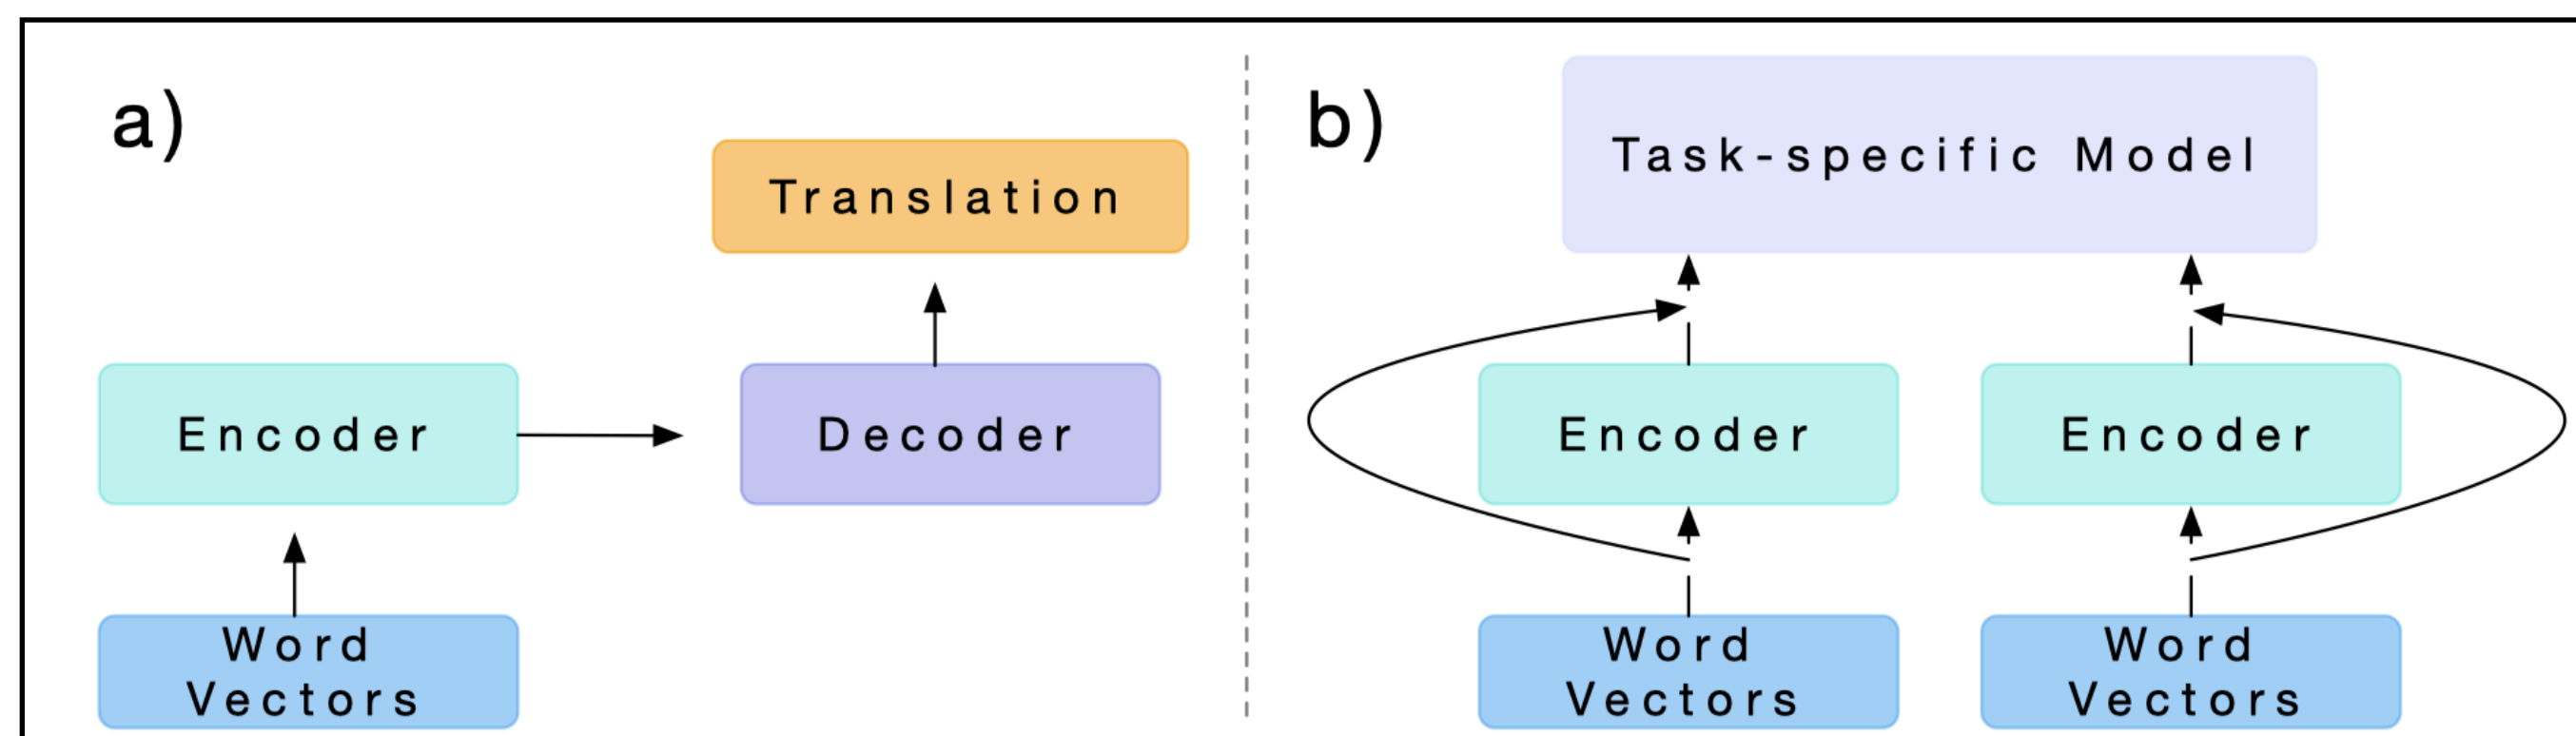 a)
Translation
Encoder
Decoder
Word
Vectors
b)
Task-specific Model
Encoder
Encoder
Word
Vectors
Word
Vectors